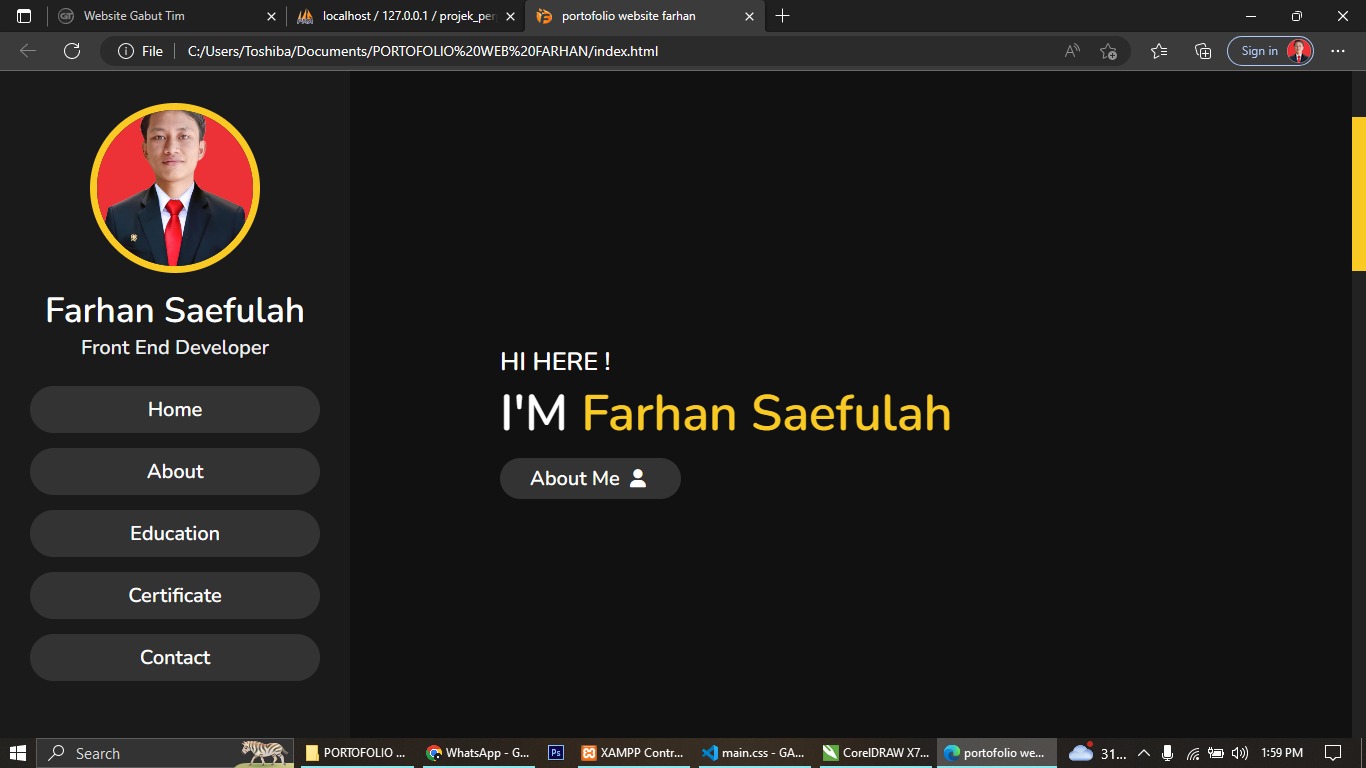 Website Gabut Tim
localhost / 127.0.0.1 / projek_per
portofolio website farhan
File
C:/Users/Toshiba/Documents/PORTOFOLIO%20WEB%20FARHAN/index.html
Sign in
Farhan Saefulah
Front End Developer
Home
About
Education
Certificate
Contact
HI HERE !
I'M Farhan Saefulah
About Me
Search
PORTOFOLIO ...
WhatsApp - G...
Ps
XAMPP Contr...
main.css - GA...
CorelDRAW X7...
portofolio we...
31...
1:59 PM